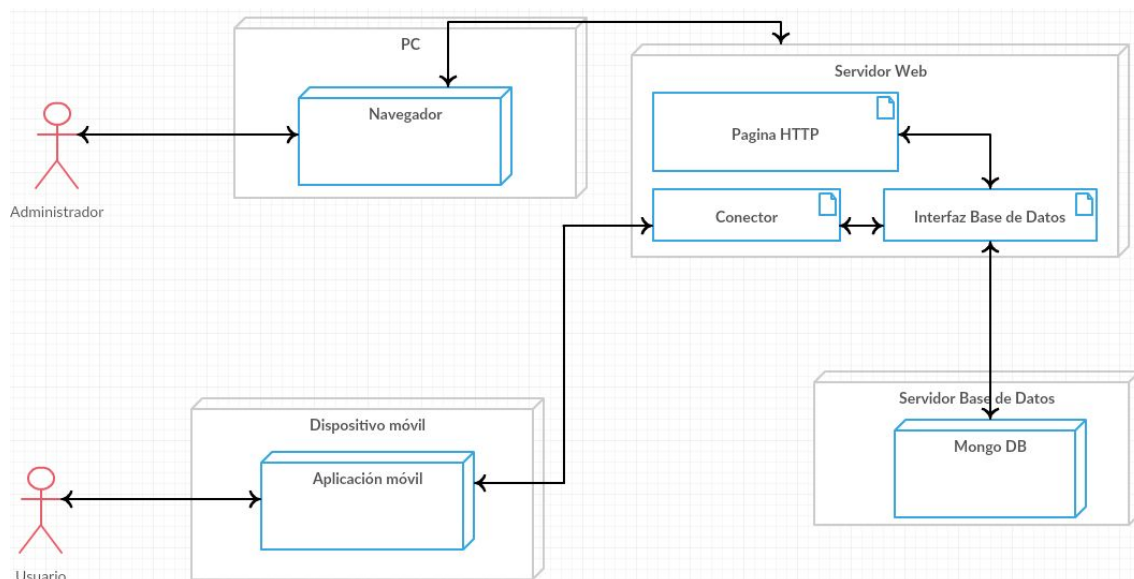 PC
Navegador
Administrador
Servidor Web
Pagina HTTP
Conector
Interfaz Base de Datos
Servidor Base de Datos
Mongo DB
Dispositivo móvil
Aplicación móvil
Usuario